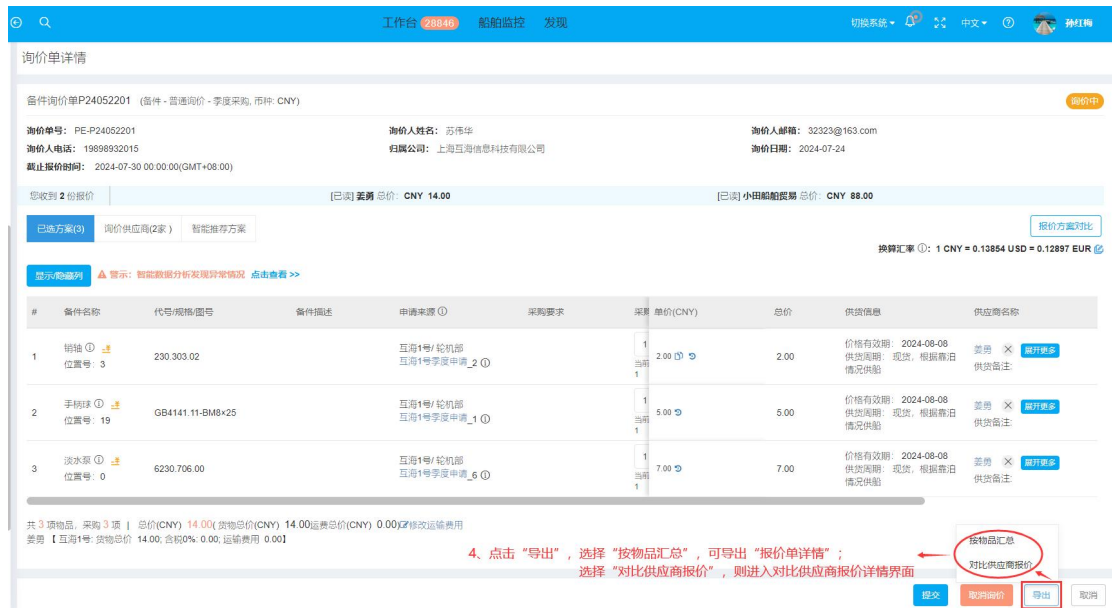 工作台 28846 船舶监控 发现 切换系统 中文 孙红梅
询价单详情
备件询价单P24052201 (备件 - 普通询价 - 季度采购, 币种: CNY) 询价中
询价单号: PE-P24052201 询价人姓名: 苏伟华 询价人邮箱: 32323@163.com
询价人电话: 19898932015 归属公司: 上海互海信息科技有限公司 询价日期: 2024-07-24
截止报价时间: 2024-07-30 00:00:00(GMT+08:00)
您收到 2 份报价 [已读] 姜勇 总价: CNY 14.00 [已读] 小田船舶贸易 总价: CNY 88.00
已选方案(3) 询价供应商(2家) 智能推荐方案 报价方案对比
换算汇率: 1 CNY = 0.13854 USD = 0.12897 EUR
显示/隐藏列 警示: 智能数据分析发现异常情况 点击查看 >>
# 备件名称 代号/规格/图号 备件描述 申请来源 采购要求 采购 单价(CNY) 总价 供货信息 供应商名称
1 销轴 位置号: 3 230.303.02 互海1号/ 轮机部 互海1号季度申请_2 1 当前 1 2.00 2.00 价格有效期: 2024-08-08 供货周期: 现货, 根据靠泊情况供船 姜勇 展开更多 供货备注:
2 手柄球 位置号: 19 GB4141.11-BM8×25 互海1号/ 轮机部 互海1号季度申请_1 1 当前 1 5.00 5.00 价格有效期: 2024-08-08 供货周期: 现货, 根据靠泊情况供船 姜勇 展开更多 供货备注:
3 淡水泵 位置号: 0 6230.706.00 互海1号/ 轮机部 互海1号季度申请_6 1 当前 1 7.00 7.00 价格有效期: 2024-08-08 供货周期: 现货, 根据靠泊情况供船 姜勇 展开更多 供货备注:
共 3 项物品, 采购 3 项 | 总价(CNY) 14.00( 货物总价(CNY) 14.00运费总价(CNY) 0.00) 修改运输费用
姜勇 【 互海1号: 货物总价 14.00; 含税0%: 0.00; 运输费用 0.00】
按物品汇总
对比供应商报价
4、点击“导出”，选择“按物品汇总”，可导出“报价单详情”；
选择“对比供应商报价”，则进入对比供应商报价详情界面
提交 取消询价 导出 取消